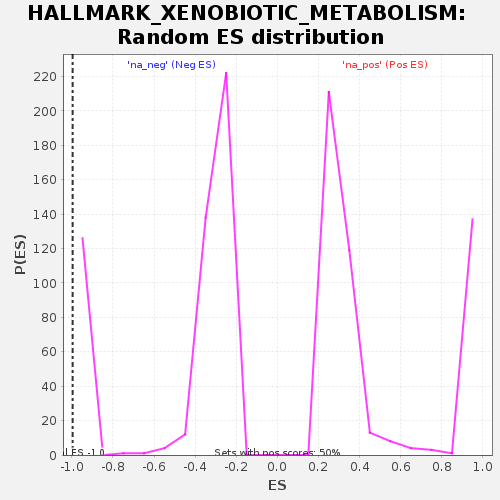 HALLMARK_XENOBIOTIC_METABOLISM:
Random ES distribution
'na_neg' (Neg ES)
'na_pos' (Pos ES)
220
200
180
160
140
120
100
80
60
40
20
0
P(ES)
ES -1.0
Sets with pos scores: 50%
-1.0 -0.8 -0.6 -0.4 -0.2 -0.0 0.2 0.4 0.6 0.8 1.0
ES